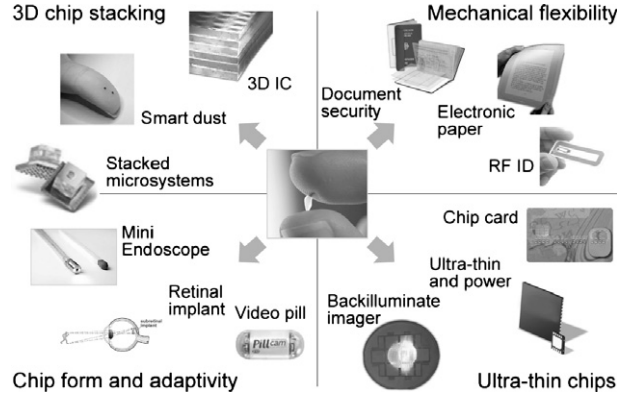 3D chip stacking
Mechanical flexibility
3D IC
Document
security
Smart dust
Electronic
paper
RF ID
Stacked
microsystems
Chip card
Mini
Endoscope
Ultra-thin
and power
Retinal
implant
Video pill
Backilluminate
imager
subretinal
implant
Pillcam
Chip form and adaptivity
Ultra-thin chips